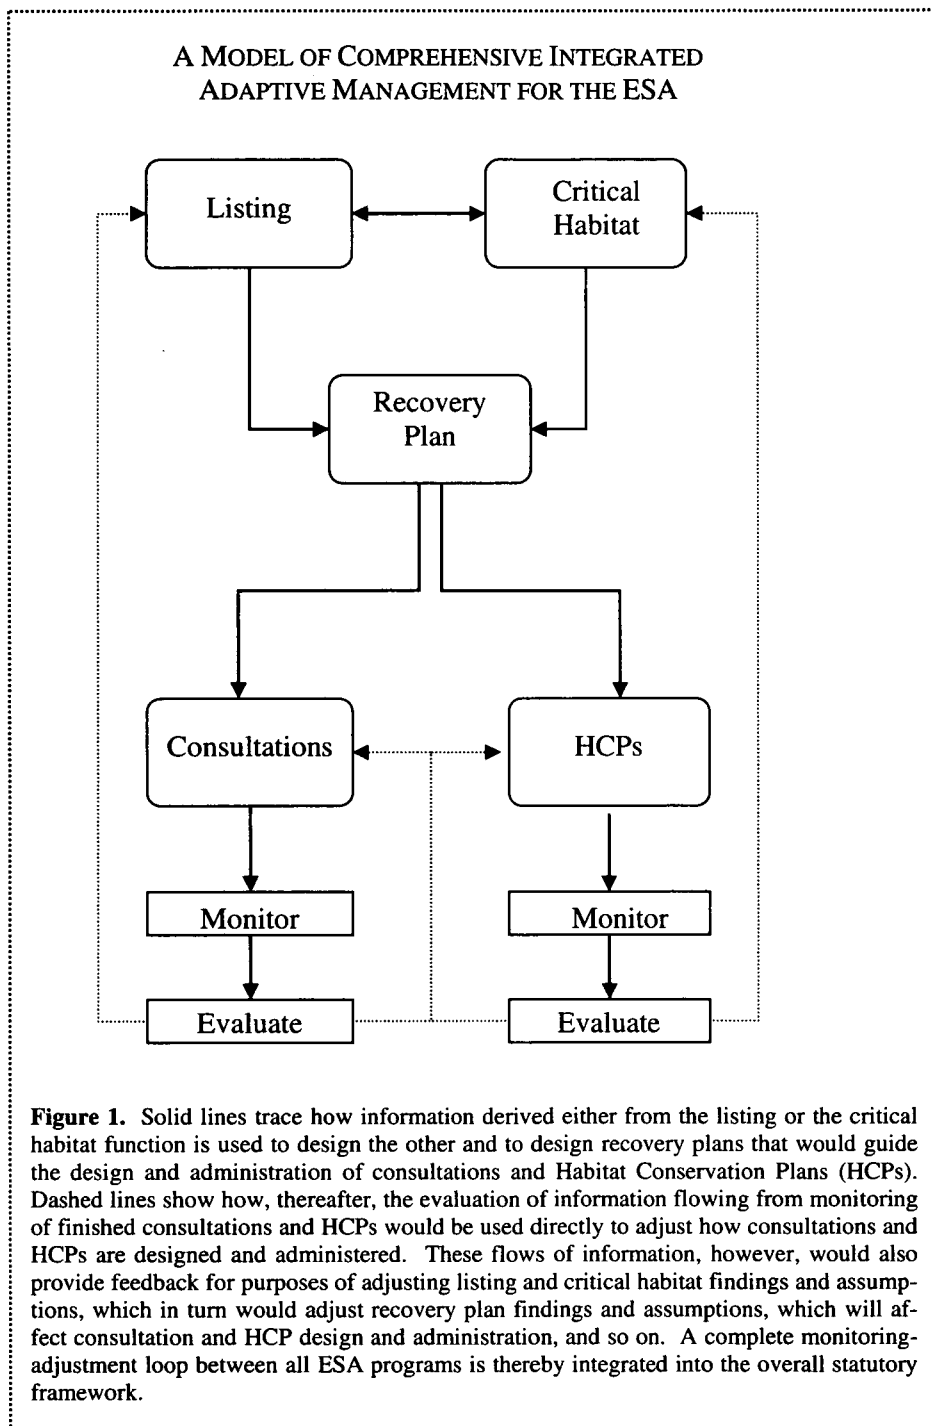 A MODEL OF COMPREHENSIVE INTEGRATED
ADAPTIVE MANAGEMENT FOR THE ESA
Listing
Critical
Habitat
Recovery
Plan
Consultations
HCPs
Monitor
Monitor
Evaluate
Evaluate
Figure 1. Solid lines trace how information derived either from the listing or the critical
habitat function is used to design the other and to design recovery plans that would guide
the design and administration of consultations and Habitat Conservation Plans (HCPs).
Dashed lines show how, thereafter, the evaluation of information flowing from monitoring
of finished consultations and HCPs would be used directly to adjust how consultations and
HCPs are designed and administered. These flows of information, however, would also
provide feedback for purposes of adjusting listing and critical habitat findings and assump-
tions, which in turn would adjust recovery plan findings and assumptions, which will af-
fect consultation and HCP design and administration, and so on. A complete monitoring-
adjustment loop between all ESA programs is thereby integrated into the overall statutory
framework.